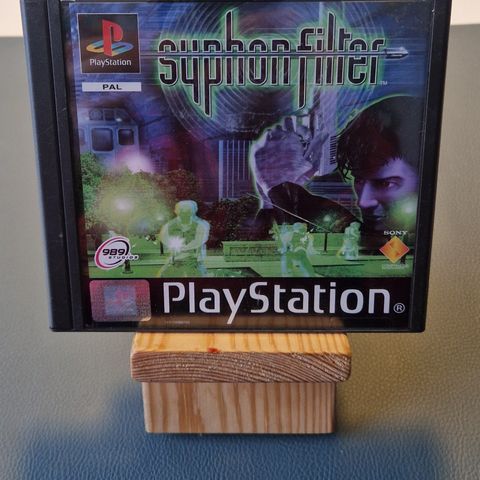 PlayStation
PAL
syphon filter
TM
989
STUDIOS
SONY
PlayStation®